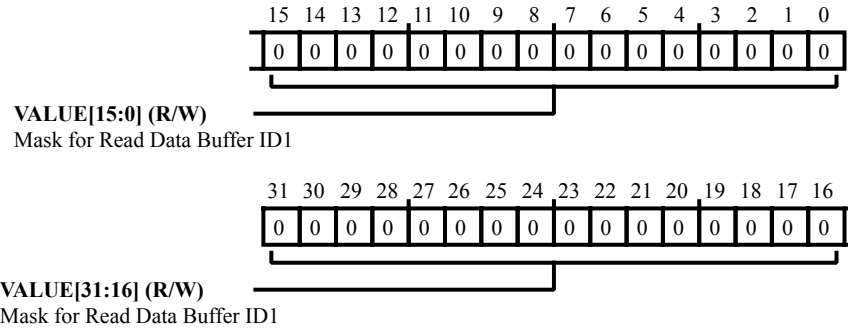 15 14 13 12 11 10 9 8 7 6 5 4 3 2 1 0
0 0 0 0 0 0 0 0 0 0 0 0 0 0 0 0
VALUE[15:0] (R/W)
Mask for Read Data Buffer ID1
31 30 29 28 27 26 25 24 23 22 21 20 19 18 17 16
0 0 0 0 0 0 0 0 0 0 0 0 0 0 0 0
VALUE[31:16] (R/W)
Mask for Read Data Buffer ID1